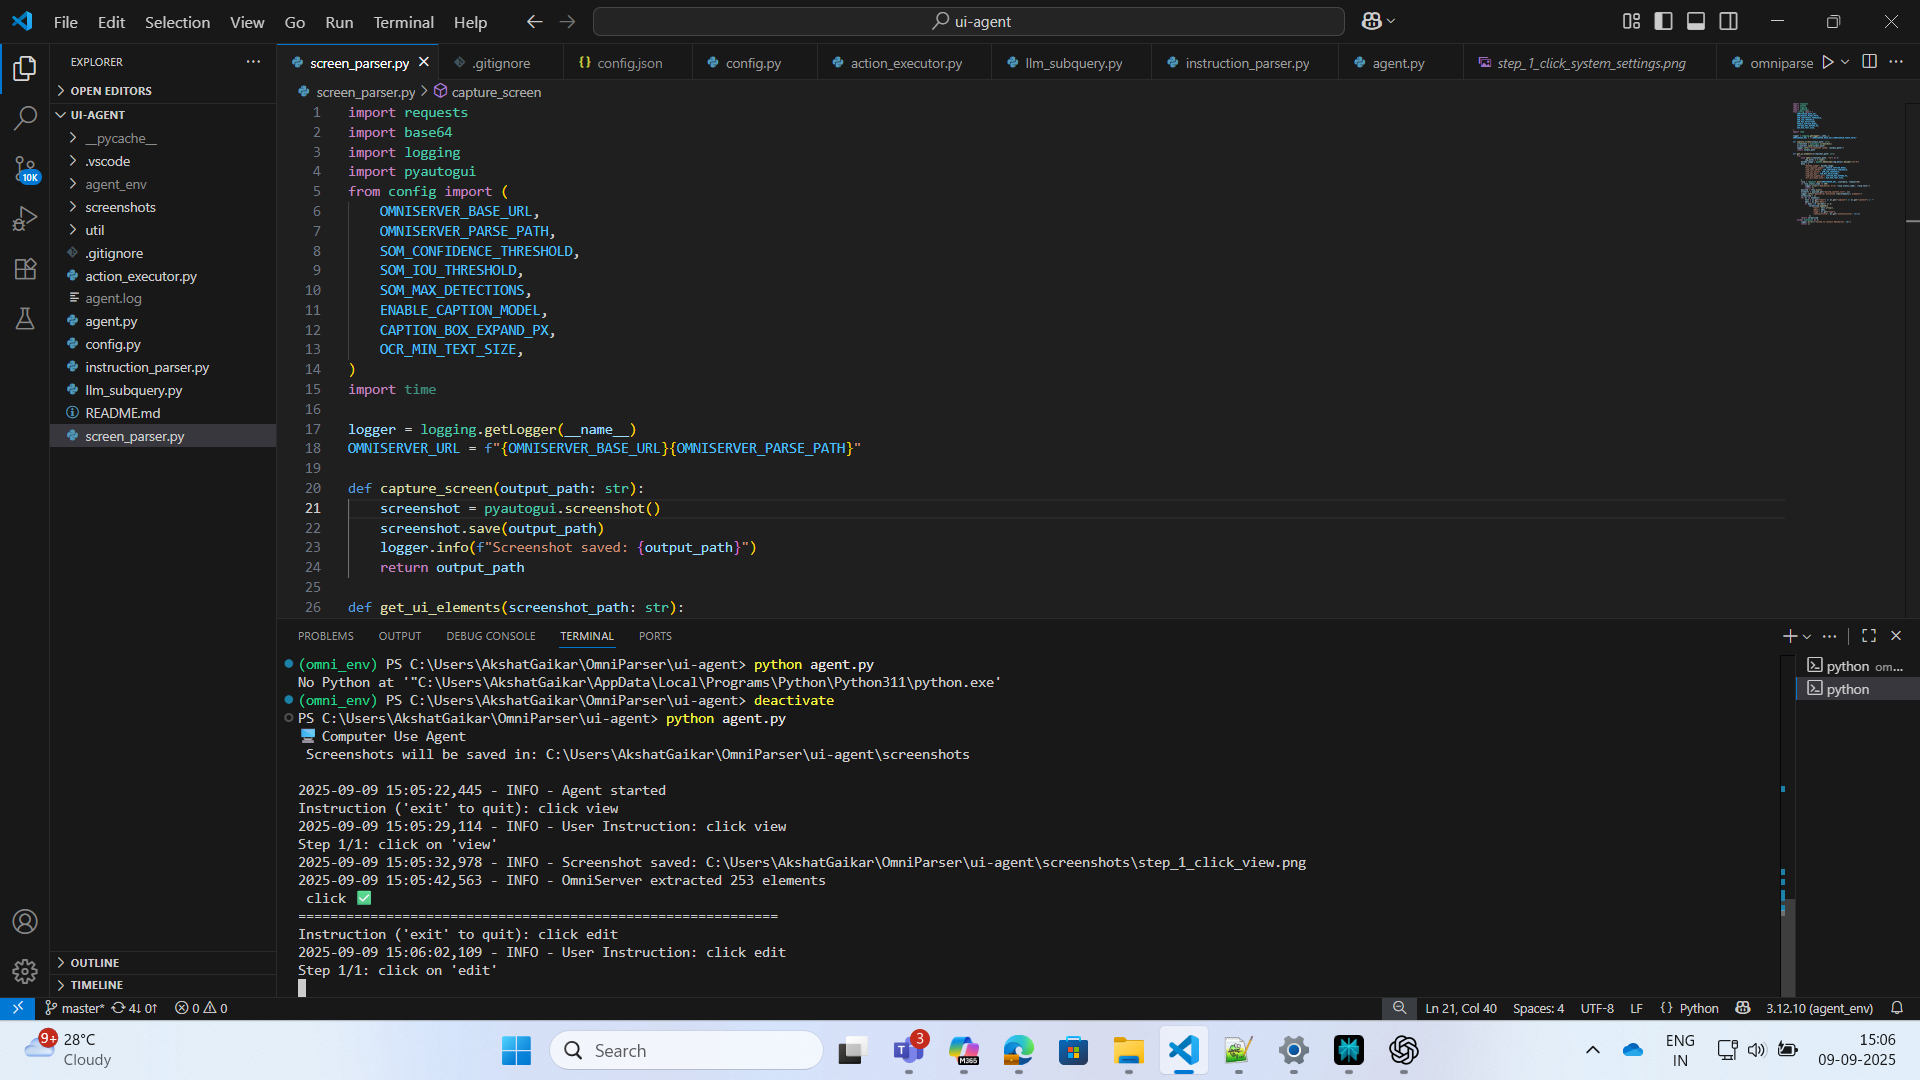 File Edit Selection View Go Run Terminal Help
ui-agent
EXPLORER
OPEN EDITORS
UI-AGENT
__pycache__
.vscode
agent_env
screenshots
util
.gitignore
action_executor.py
agent.log
agent.py
config.py
instruction_parser.py
llm_subquery.py
README.md
screen_parser.py
OUTLINE
TIMELINE
10K
screen_parser.py .gitignore config.json config.py action_executor.py llm_subquery.py instruction_parser.py agent.py step_1_click_system_settings.png omniparse
screen_parser.py > capture_screen
1 import requests
2 import base64
3 import logging
4 import pyautogui
5 from config import (
6 OMNISERVER_BASE_URL,
7 OMNISERVER_PARSE_PATH,
8 SOM_CONFIDENCE_THRESHOLD,
9 SOM_IOU_THRESHOLD,
10 SOM_MAX_DETECTIONS,
11 ENABLE_CAPTION_MODEL,
12 CAPTION_BOX_EXPAND_PX,
13 OCR_MIN_TEXT_SIZE,
14 )
15 import time
16
17 logger = logging.getLogger(__name__)
18 OMNISERVER_URL = f"{OMNISERVER_BASE_URL}{OMNISERVER_PARSE_PATH}"
19
20 def capture_screen(output_path: str):
21 screenshot = pyautogui.screenshot()
22 screenshot.save(output_path)
23 logger.info(f"Screenshot saved: {output_path}")
24 return output_path
25
26 def get_ui_elements(screenshot_path: str):
PROBLEMS OUTPUT DEBUG CONSOLE TERMINAL PORTS
(omni_env) PS C:\Users\AkshatGaikar\OmniParser\ui-agent> python agent.py
No Python at '"C:\Users\AkshatGaikar\AppData\Local\Programs\Python\Python311\python.exe'
(omni_env) PS C:\Users\AkshatGaikar\OmniParser\ui-agent> deactivate
PS C:\Users\AkshatGaikar\OmniParser\ui-agent> python agent.py
Computer Use Agent
Screenshots will be saved in: C:\Users\AkshatGaikar\OmniParser\ui-agent\screenshots
2025-09-09 15:05:22,445 - INFO - Agent started
Instruction ('exit' to quit): click view
2025-09-09 15:05:29,114 - INFO - User Instruction: click view
Step 1/1: click on 'view'
2025-09-09 15:05:32,978 - INFO - Screenshot saved: C:\Users\AkshatGaikar\OmniParser\ui-agent\screenshots\step_1_click_view.png
2025-09-09 15:05:42,563 - INFO - OmniServer extracted 253 elements
click ✅
============================================================
Instruction ('exit' to quit): click edit
2025-09-09 15:06:02,109 - INFO - User Instruction: click edit
Step 1/1: click on 'edit'
python om...
python
master* 4↓ 0↑ 0 0
Ln 21, Col 40 Spaces: 4 UTF-8 LF {} Python 3.12.10 (agent_env)
9+
28°C
Cloudy
Search
3
M365
ENG
IN
15:06
09-09-2025